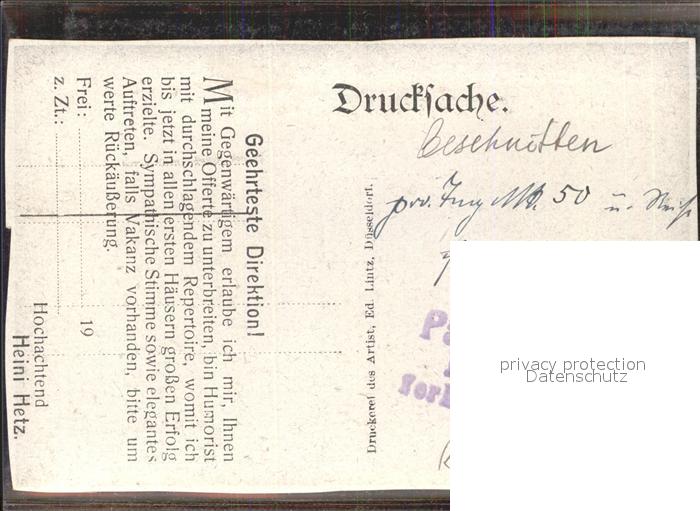 Geehrteste Direktion!
Mit Gegenwärtigem erlaube ich mir, Ihnen
meine Offerte zu unterbreiten, bin Humorist
mit durchschlagendem Repertoire, womit ich
bis jetzt in allen ersten Häusern großen Erfolg
erzielte. Sympathische Stimme sowie elegantes
Auftreten, falls Vakanz vorhanden, bitte um
werte Rückäußerung.
Frei: 19
z. Zt.:
Hochachtend
Heini Hetz.
Druckerei des Artist, Ed. Lintz, Düsseldorf.
Drucksache.
Beschnitten
50 u.
privacy protection
Datenschutz